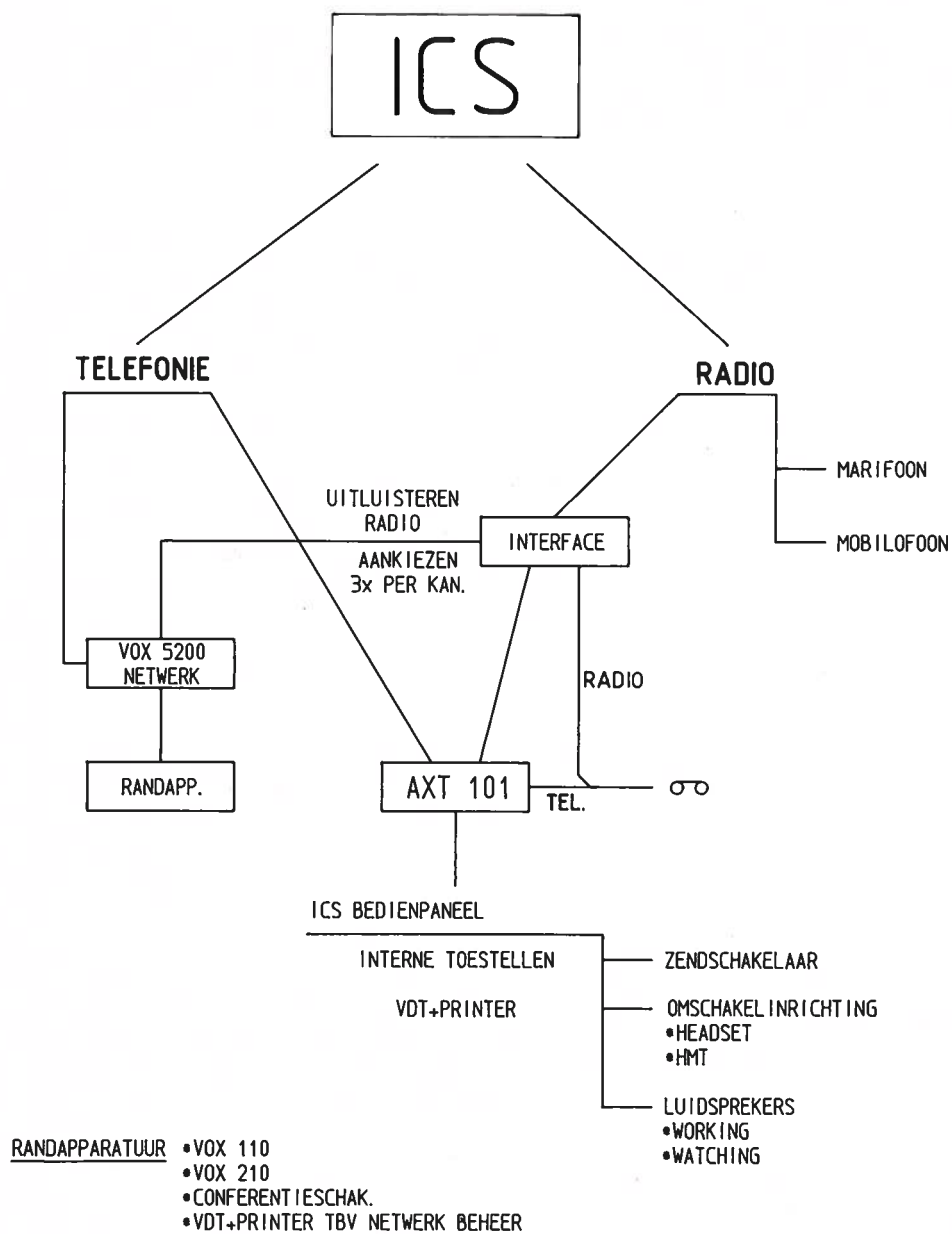 ICS
TELEFONIE
RADIO
MARIFOON
MOBILOFOON
UITLUISTEREN
RADIO
AANKIEZEN
3x PER KAN.
INTERFACE
VOX 5200
NETWERK
RADIO
RANDAPP.
AXT 101
TEL.
ICS BEDIENPANEEL
INTERNE TOESTELLEN
VDT+PRINTER
ZENDSCHAKELAAR
OMSCHAKELINRICHTING
•HEADSET
•HMT
LUIDSPREKERS
•WORKING
•WATCHING
RANDAPPARATUUR •VOX 110
•VOX 210
•CONFERENTIESCHAK.
•VDT+PRINTER TBV NETWERK BEHEER